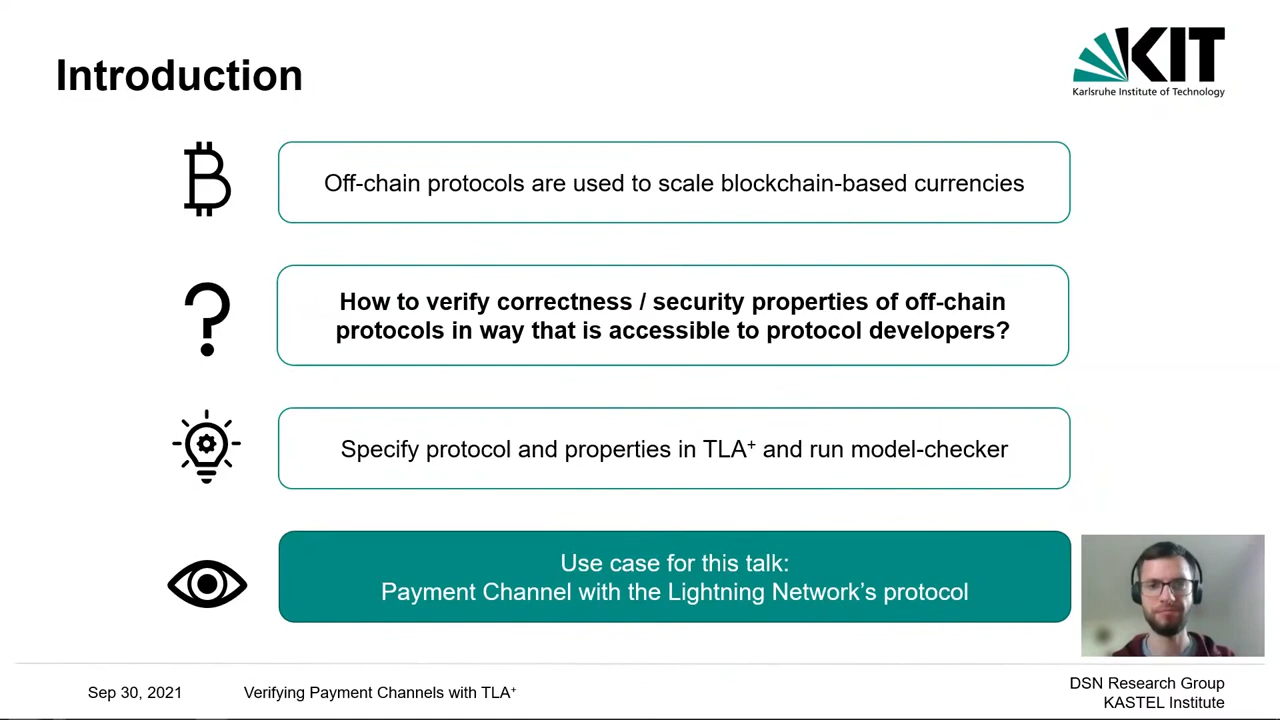 Introduction
KIT
Karlsruhe Institute of Technology
Off-chain protocols are used to scale blockchain-based currencies
How to verify correctness / security properties of off-chain
protocols in way that is accessible to protocol developers?
Specify protocol and properties in TLA⁺ and run model-checker
Use case for this talk:
Payment Channel with the Lightning Network’s protocol
Sep 30, 2021
Verifying Payment Channels with TLA⁺
DSN Research Group
KASTEL Institute